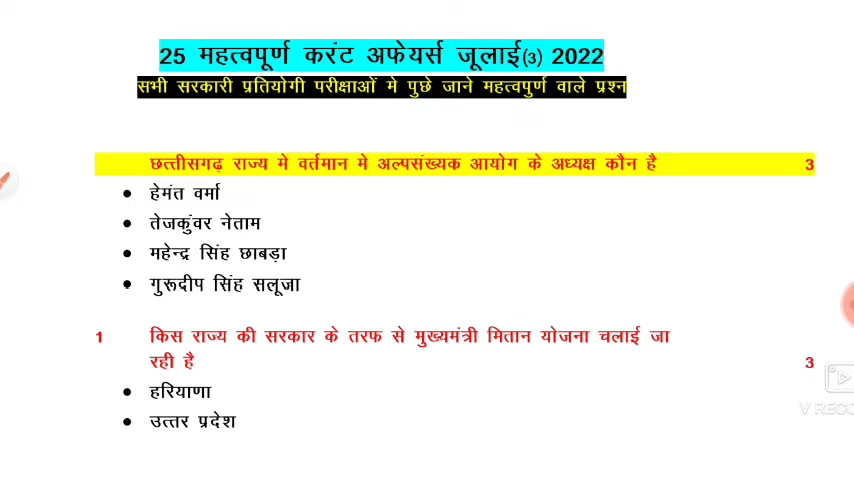 25 महत्वपूर्ण करंट अफेयर्स जूलाई(3) 2022
सभी सरकारी प्रतियोगी परीक्षाओं मे पुछे जाने महत्वपुर्ण वाले प्रश्न
छत्तीसगढ़ राज्य मे वर्तमान मे अल्पसंख्यक आयोग के अध्यक्ष कौन है 3
• हेमंत वर्मा
• तेजकुंवर नेताम
• महेन्द्र सिंह छाबड़ा
• गुरूदीप सिंह सलूजा
1 किस राज्य की सरकार के तरफ से मुख्यमंत्री मितान योजना चलाई जा
रही है 3
• हरियाणा
• उत्तर प्रदेश
V RECO